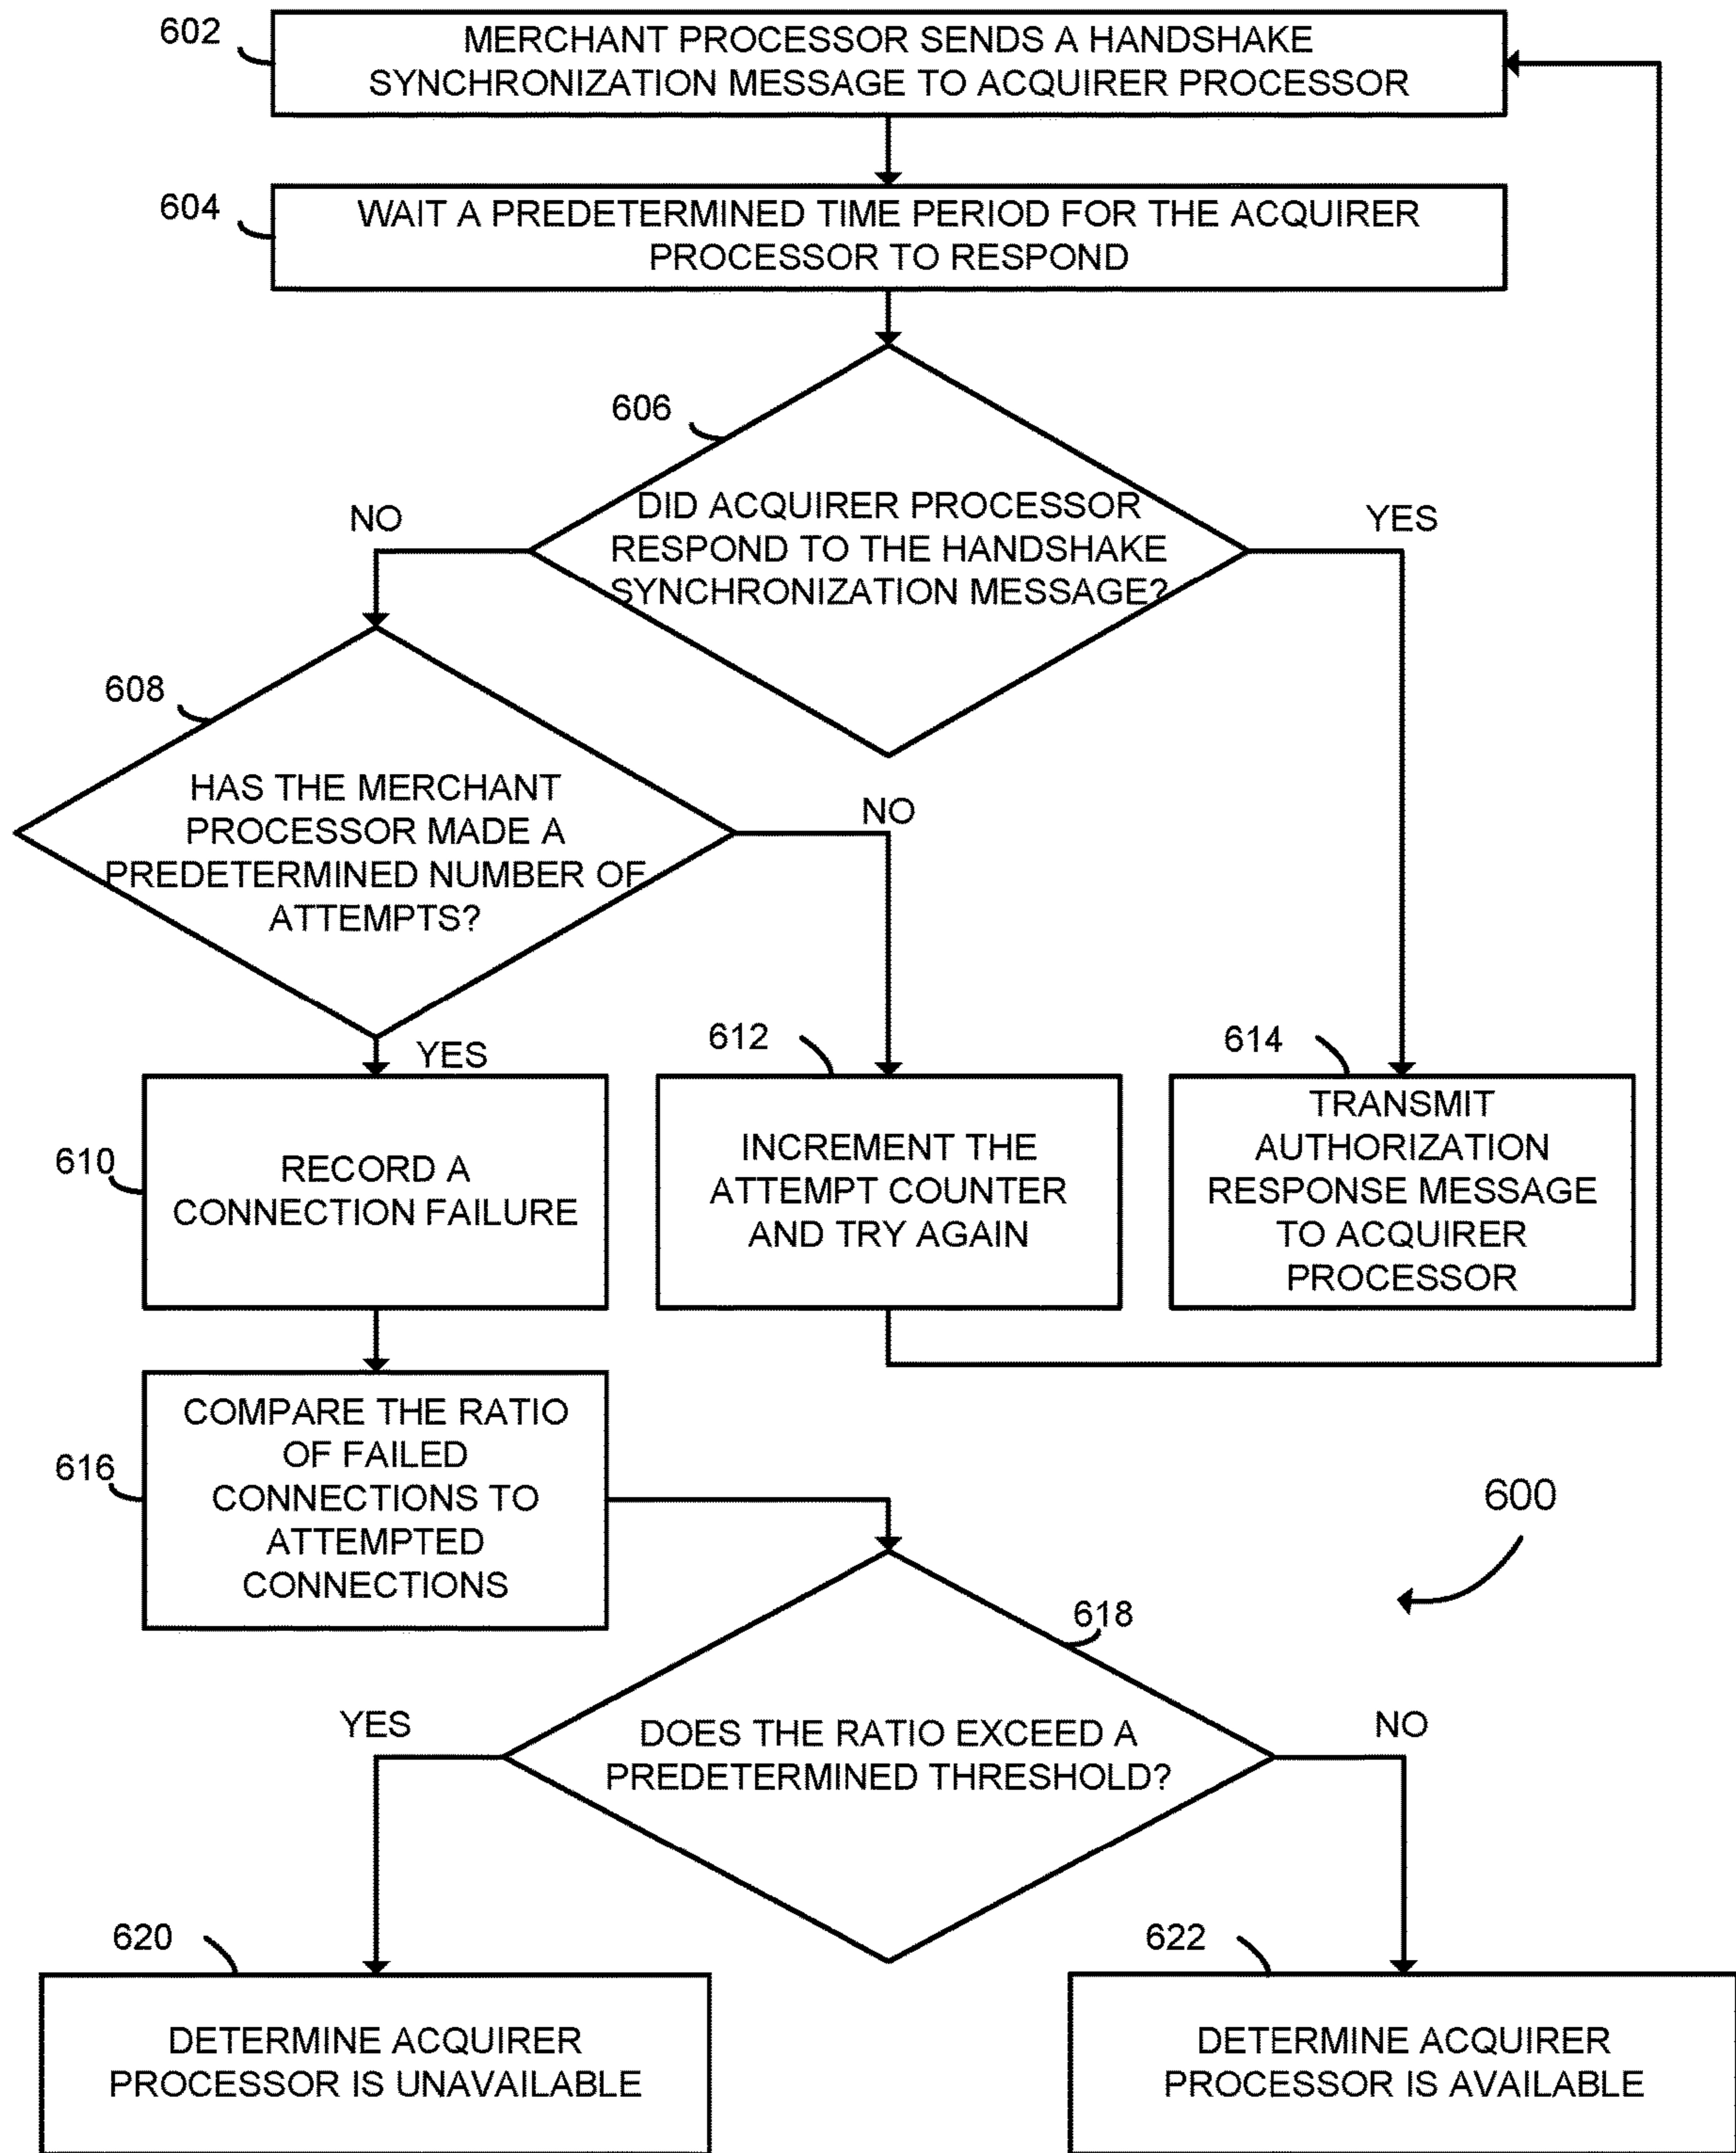 602
MERCHANT PROCESSOR SENDS A HANDSHAKE
SYNCHRONIZATION MESSAGE TO ACQUIRER PROCESSOR
604
WAIT A PREDETERMINED TIME PERIOD FOR THE ACQUIRER
PROCESSOR TO RESPOND
606
DID ACQUIRER PROCESSOR
RESPOND TO THE HANDSHAKE
SYNCHRONIZATION MESSAGE?
NO
YES
608
HAS THE MERCHANT
PROCESSOR MADE A
PREDETERMINED NUMBER OF
ATTEMPTS?
NO
YES
610
RECORD A
CONNECTION FAILURE
612
INCREMENT THE
ATTEMPT COUNTER
AND TRY AGAIN
614
TRANSMIT
AUTHORIZATION
RESPONSE MESSAGE
TO ACQUIRER
PROCESSOR
616
COMPARE THE RATIO
OF FAILED
CONNECTIONS TO
ATTEMPTED
CONNECTIONS
600
618
DOES THE RATIO EXCEED A
PREDETERMINED THRESHOLD?
YES
NO
620
DETERMINE ACQUIRER
PROCESSOR IS UNAVAILABLE
622
DETERMINE ACQUIRER
PROCESSOR IS AVAILABLE